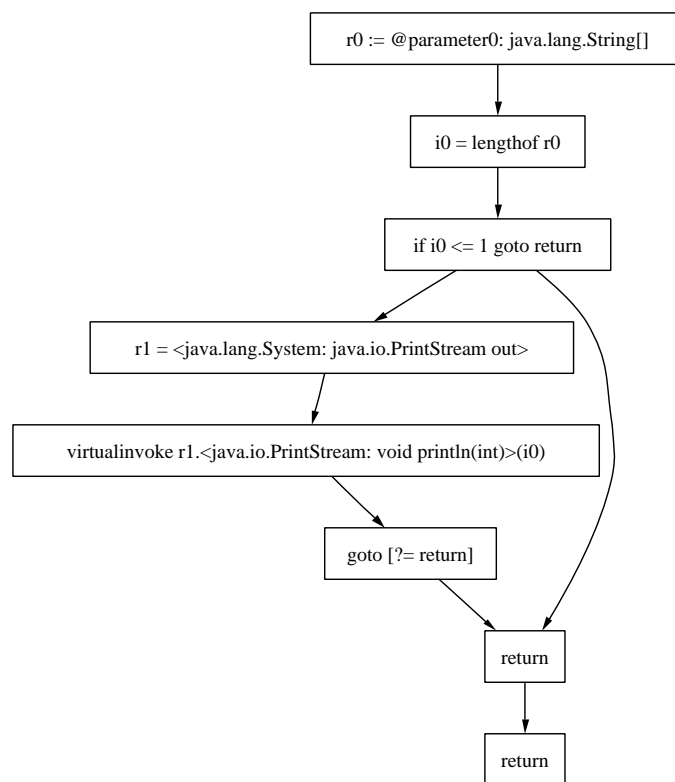 r0 := @parameter0: java.lang.String[]
i0 = lengthof r0
if i0 <= 1 goto return
r1 = <java.lang.System: java.io.PrintStream out>
virtualinvoke r1.<java.io.PrintStream: void println(int)>(i0)
goto [?= return]
return
return